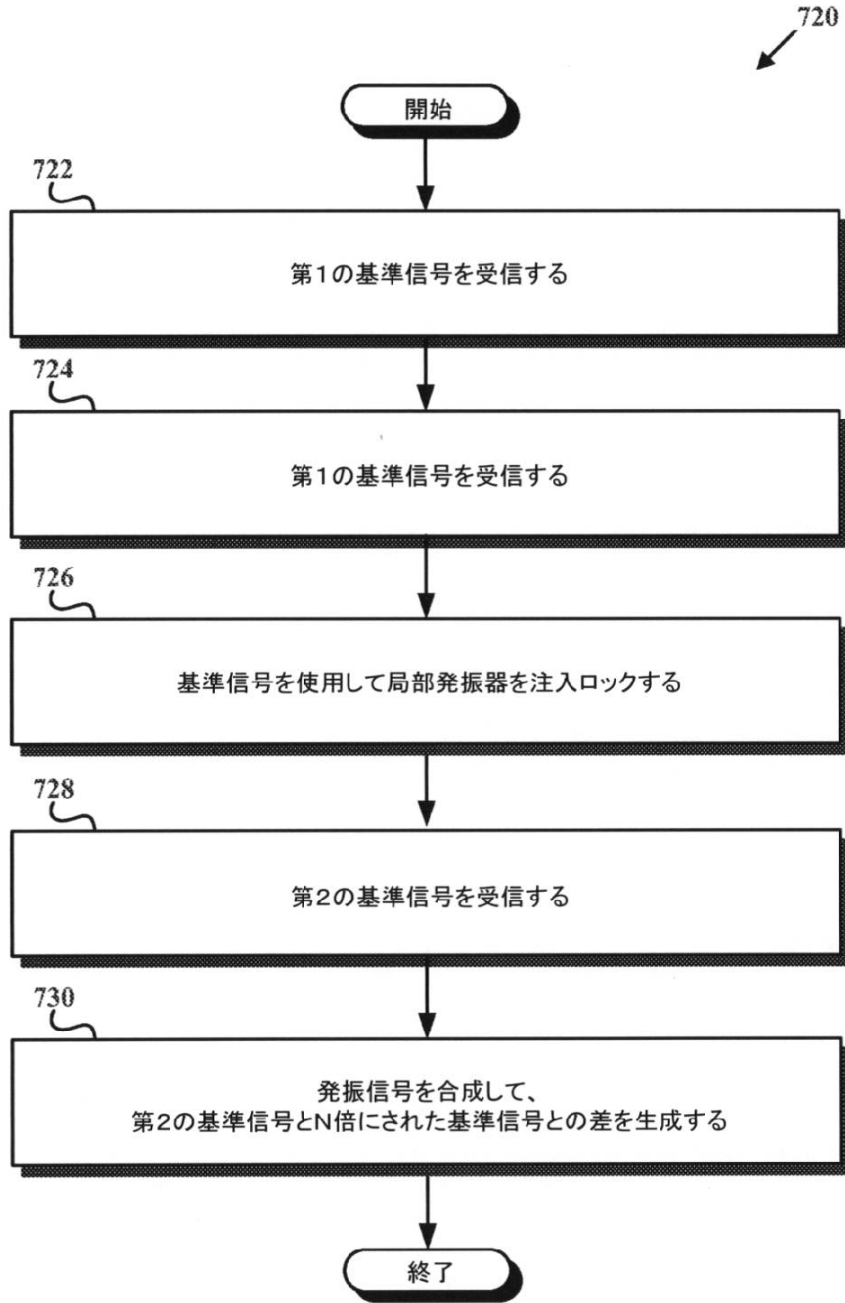 720
開始
722
第1の基準信号を受信する
724
第1の基準信号を受信する
726
基準信号を使用して局部発振器を注入ロックする
728
第2の基準信号を受信する
730
発振信号を合成して、
第2の基準信号とN倍にされた基準信号との差を生成する
終了